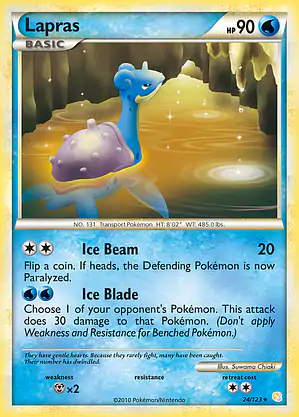 Lapras HP 90
BASIC
NO. 131 Transport Pokémon HT: 8'02" WT: 485.0 lbs.
Ice Beam 20
Flip a coin. If heads, the Defending Pokémon is now
Paralyzed.
Ice Blade
Choose 1 of your opponent's Pokémon. This attack
does 30 damage to that Pokémon. (Don't apply
Weakness and Resistance for Benched Pokémon.)
They have gentle hearts. Because they rarely fight, many have been caught.
Their number has dwindled.
Illus. Suwama Chiaki
weakness resistance retreat cost
×2
24/123 ★
©2010 Pokémon/Nintendo